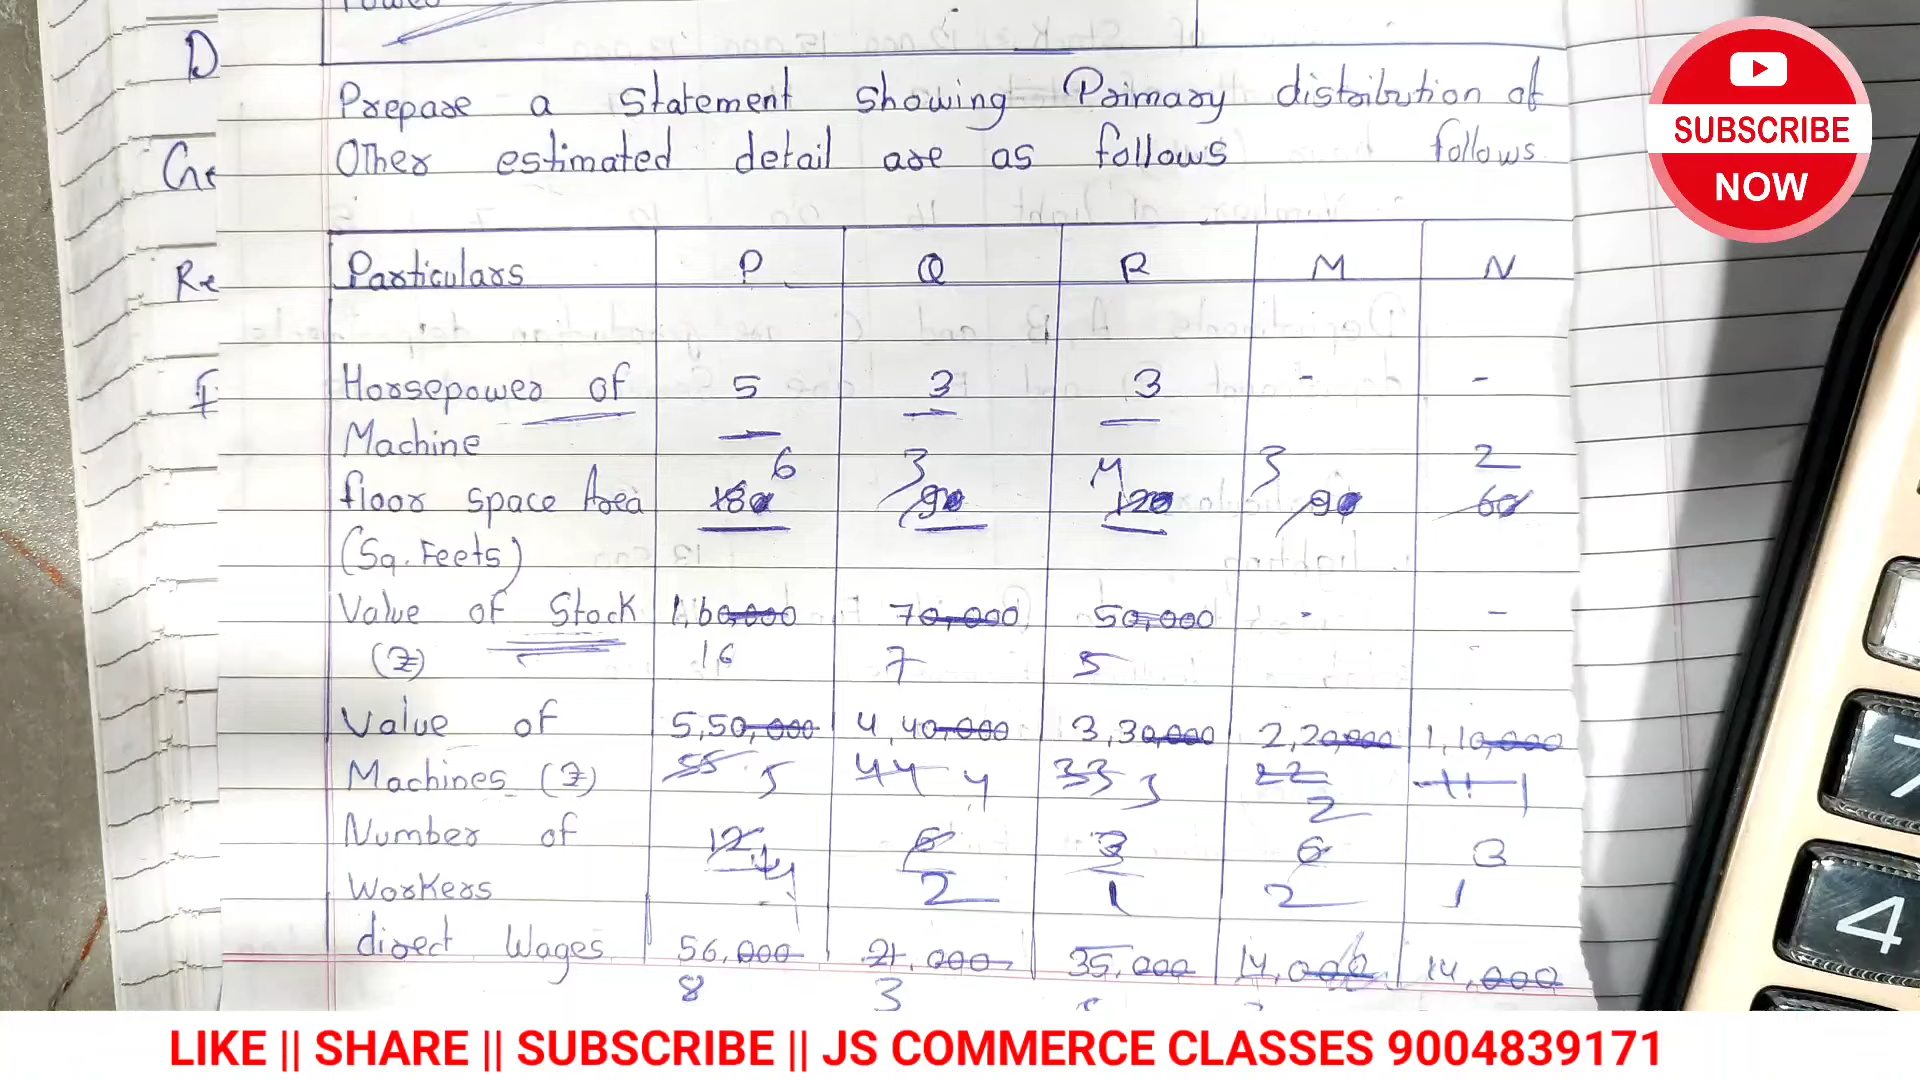 D
Prepare a statement showing Primary distribution of
Other estimated detail are as follows follows
Particulars P Q R M N
Re
Horsepower of 5 3 3 - -
Machine
6 3 4 3 2
floor space Area 180 90 120 90 60
(Sq. Feets)
Value of Stock 1,60,000 70,000 50,000 - -
(₹) 16 7 5
Value of 5,50,000 4,40,000 3,30,000 2,20,000 1,10,000
Machines (₹) 55 5 44 4 33 3 22 2 11 1
Number of 12 6 3 6 3
Workers 4 2 1 2 1
direct Wages 56,000 21,000 35,000 14,000 14,000
8 3
SUBSCRIBE
NOW
7
4
LIKE || SHARE || SUBSCRIBE || JS COMMERCE CLASSES 9004839171